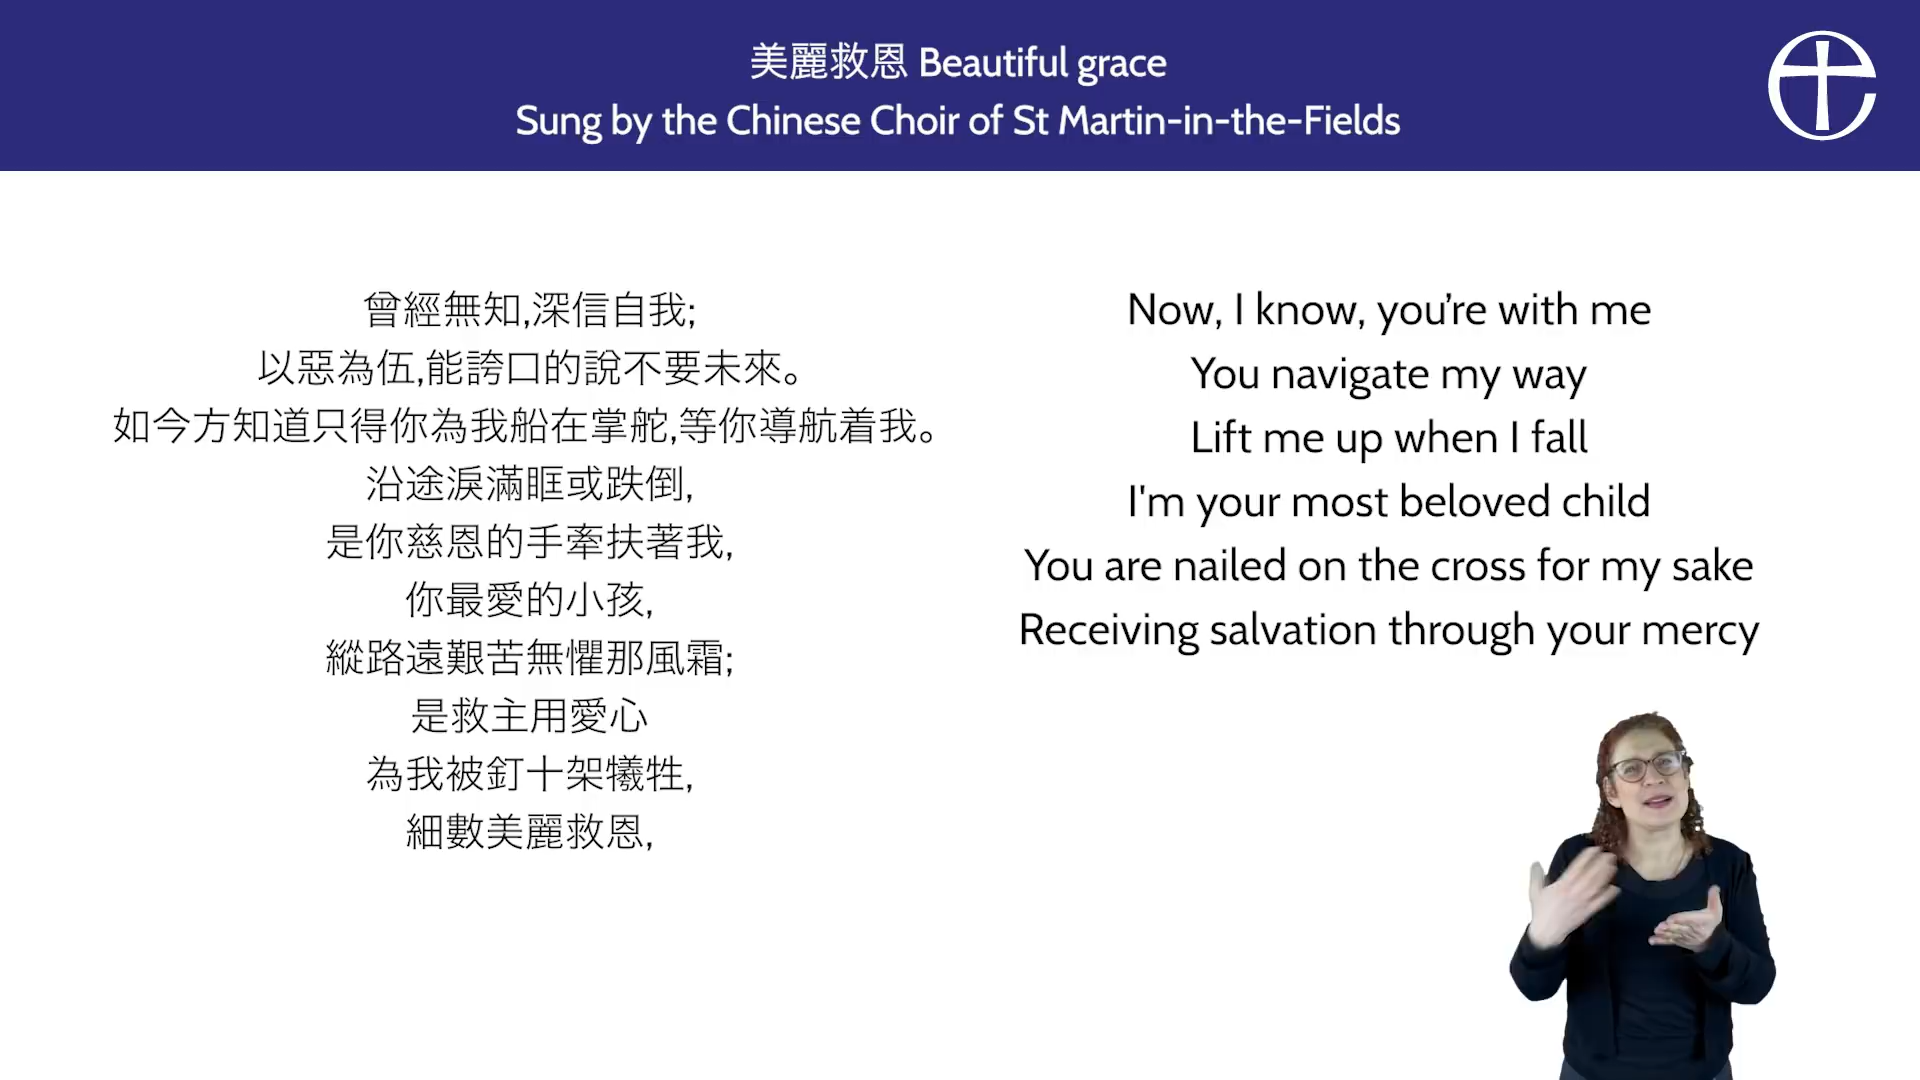 美麗救恩 Beautiful grace
Sung by the Chinese Choir of St Martin-in-the-Fields
曾經無知,深信自我;
以惡為伍,能誇口的說不要未來。
如今方知道只得你為我船在掌舵,等你導航着我。
沿途淚滿眶或跌倒,
是你慈恩的手牽扶著我,
你最愛的小孩,
縱路遠艱苦無懼那風霜;
是救主用愛心
為我被釘十架犧牲,
細數美麗救恩,
Now, I know, you’re with me
You navigate my way
Lift me up when I fall
I'm your most beloved child
You are nailed on the cross for my sake
Receiving salvation through your mercy